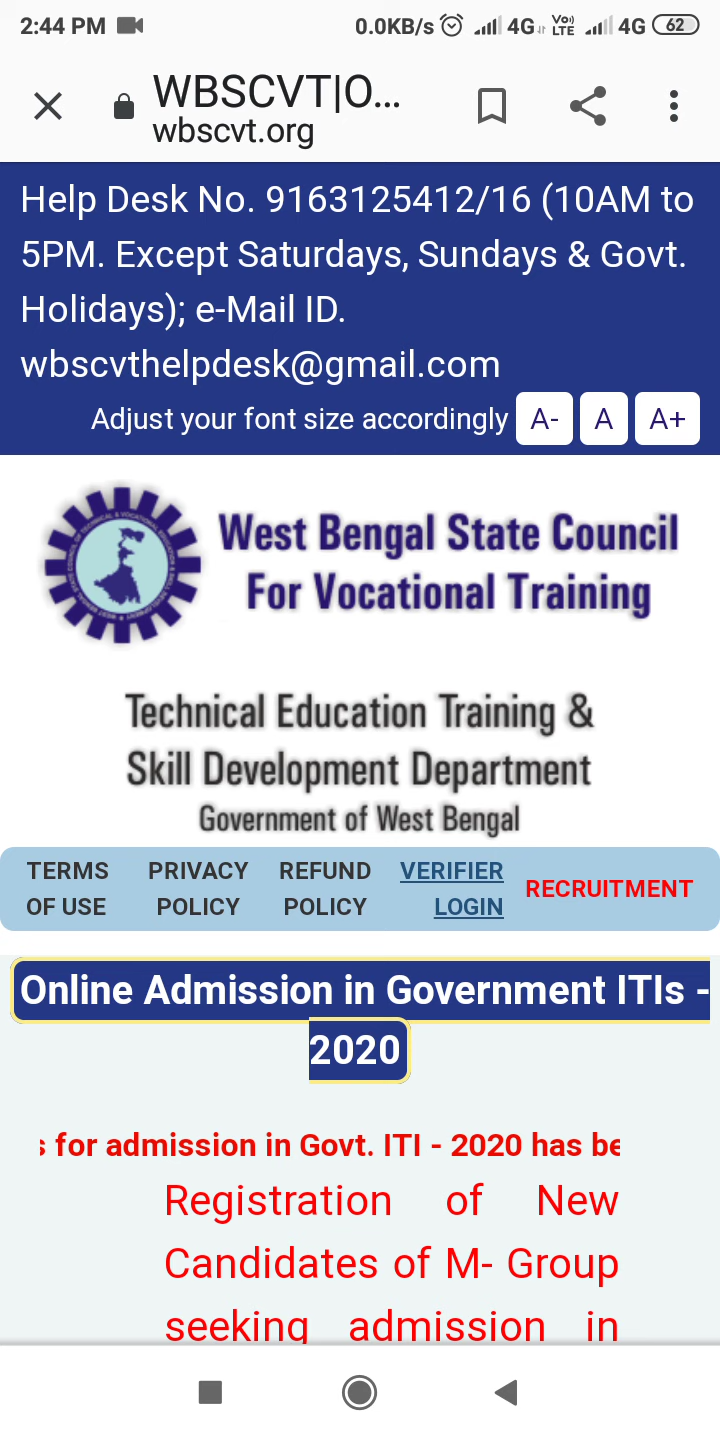 2:44 PM 0.0KB/s 4G Vo) LTE 4G 62
WBSCVT|O...
wbscvt.org
Help Desk No. 9163125412/16 (10AM to
5PM. Except Saturdays, Sundays & Govt.
Holidays); e-Mail ID.
wbscvthelpdesk@gmail.com
Adjust your font size accordingly A- A A+
West Bengal State Council
For Vocational Training
Technical Education Training &
Skill Development Department
Government of West Bengal
TERMS OF USE
PRIVACY POLICY
REFUND POLICY
VERIFIER LOGIN
RECRUITMENT
Online Admission in Government ITIs -
2020
s for admission in Govt. ITI - 2020 has be
Registration of New
Candidates of M- Group
seeking admission in